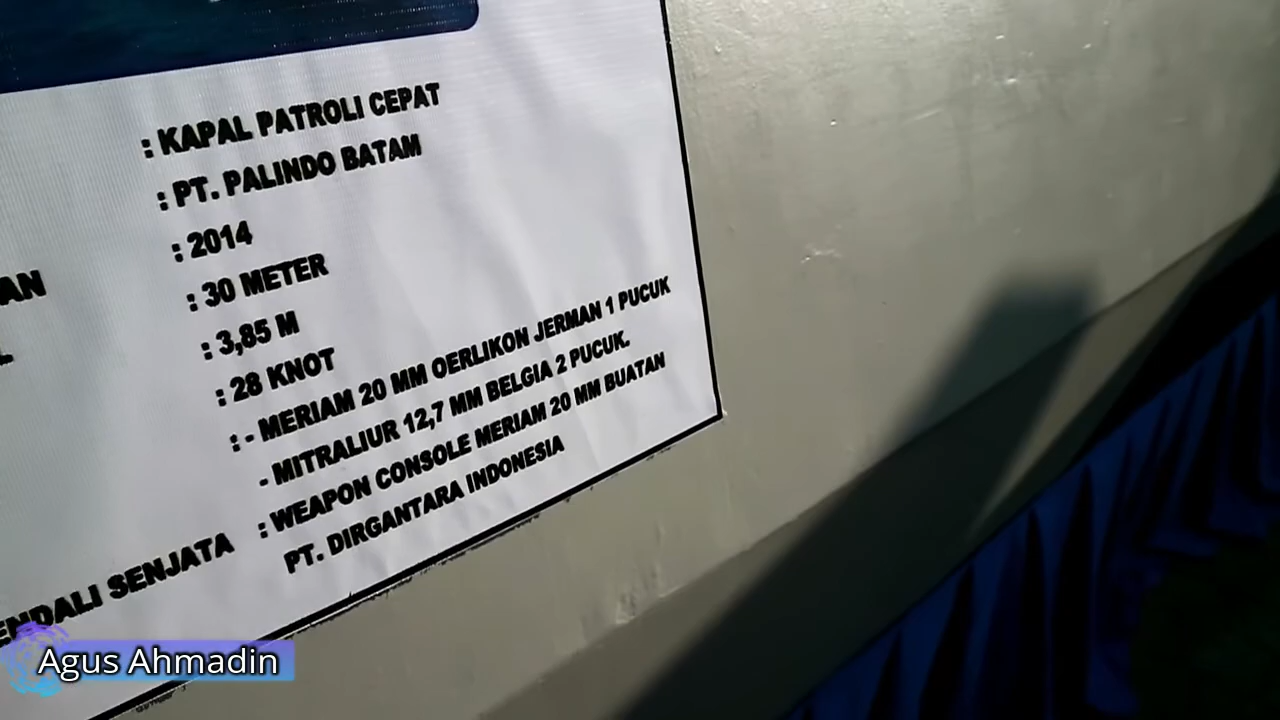 : KAPAL PATROLI CEPAT
: PT. PALINDO BATAM
: 2014
AN : 30 METER
L : 3,85 M
: 28 KNOT
: - MERIAM 20 MM OERLIKON JERMAN 1 PUCUK
- MITRALIUR 12,7 MM BELGIA 2 PUCUK.
ENDALI SENJATA : WEAPON CONSOLE MERIAM 20 MM BUATAN
PT. DIRGANTARA INDONESIA
Agus Ahmadin